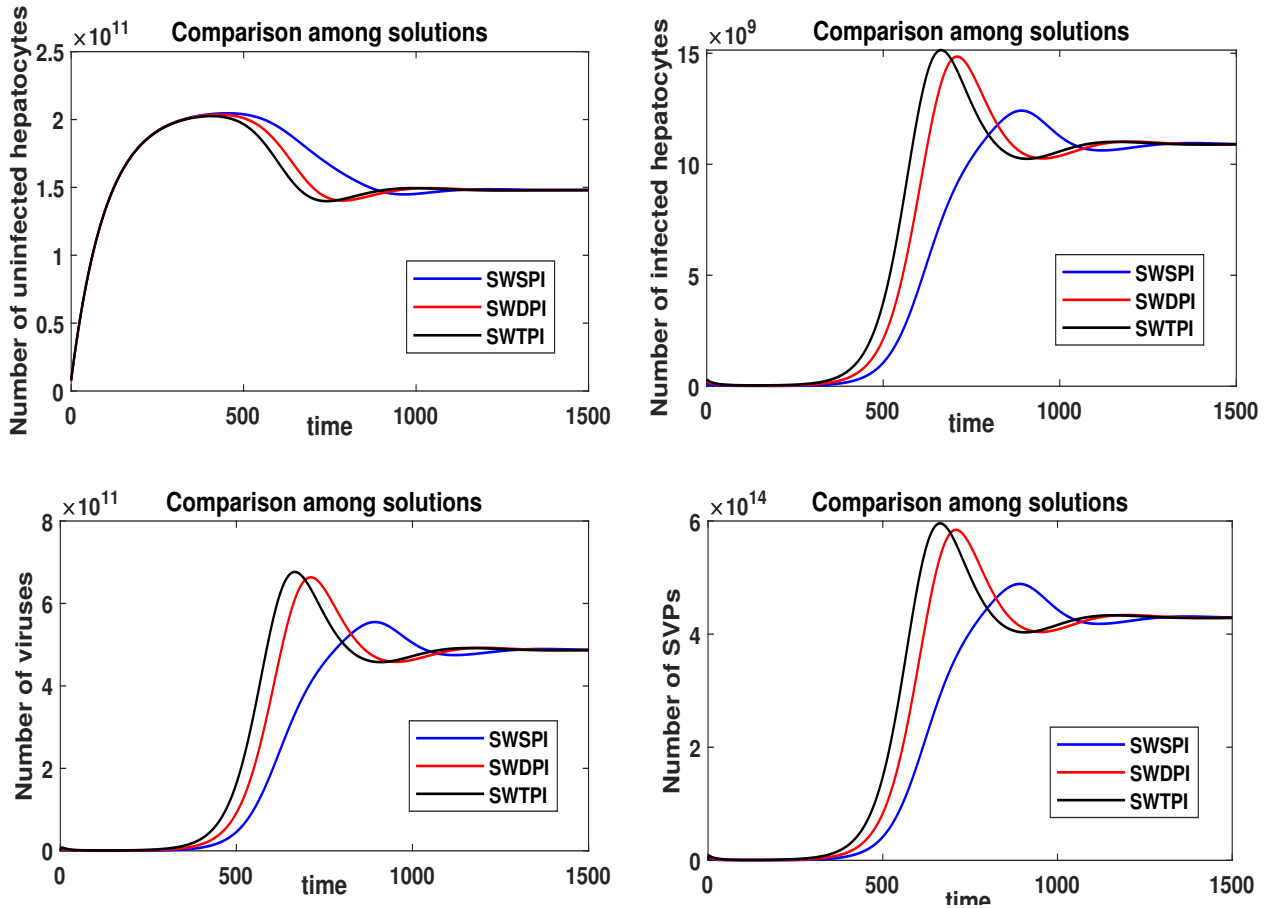 ×10^11
Comparison among solutions
Number of uninfected hepatocytes
2.5
2
1.5
1
0.5
0
0
500
1000
1500
time
SWSPI
SWDPI
SWTPI
×10^9
Comparison among solutions
Number of infected hepatocytes
15
10
5
0
0
500
1000
1500
time
SWSPI
SWDPI
SWTPI
×10^11
Comparison among solutions
Number of viruses
8
6
4
2
0
0
500
1000
1500
time
SWSPI
SWDPI
SWTPI
×10^14
Comparison among solutions
Number of SVPs
6
4
2
0
0
500
1000
1500
time
SWSPI
SWDPI
SWTPI